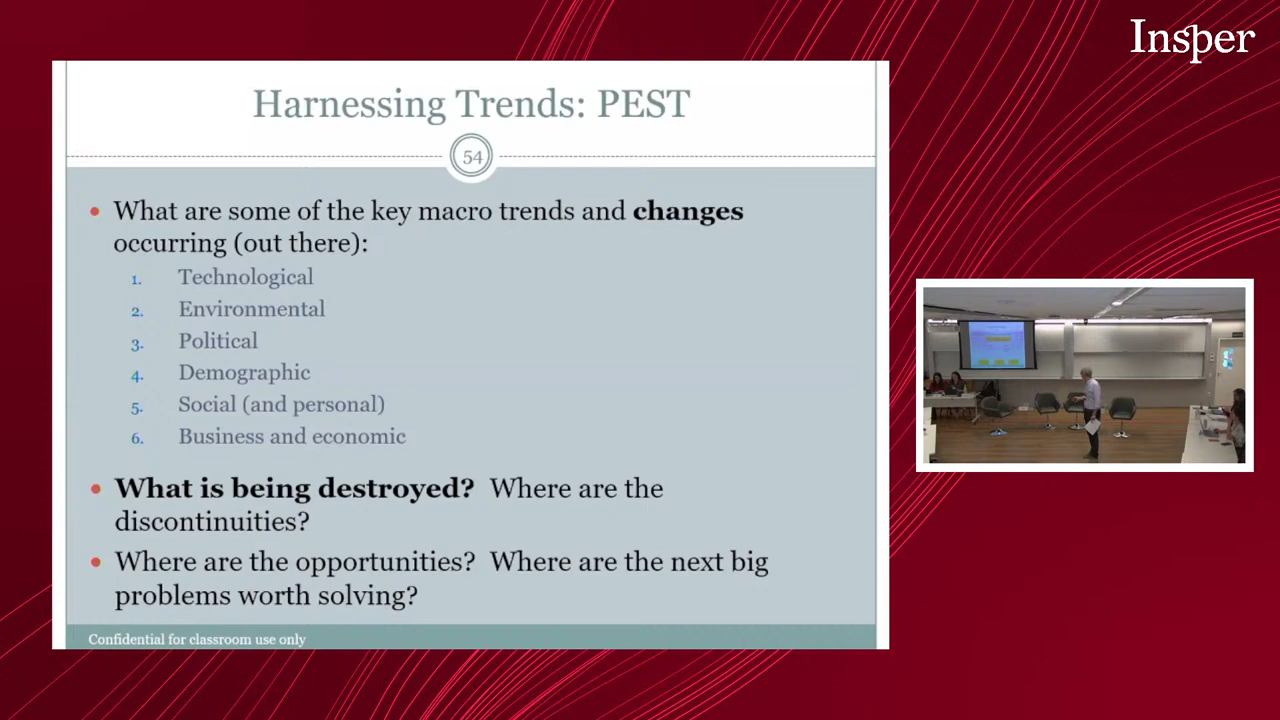 Insper
Harnessing Trends: PEST
54
• What are some of the key macro trends and changes
occurring (out there):
1. Technological
2. Environmental
3. Political
4. Demographic
5. Social (and personal)
6. Business and economic
• What is being destroyed? Where are the
discontinuities?
• Where are the opportunities? Where are the next big
problems worth solving?
Confidential for classroom use only